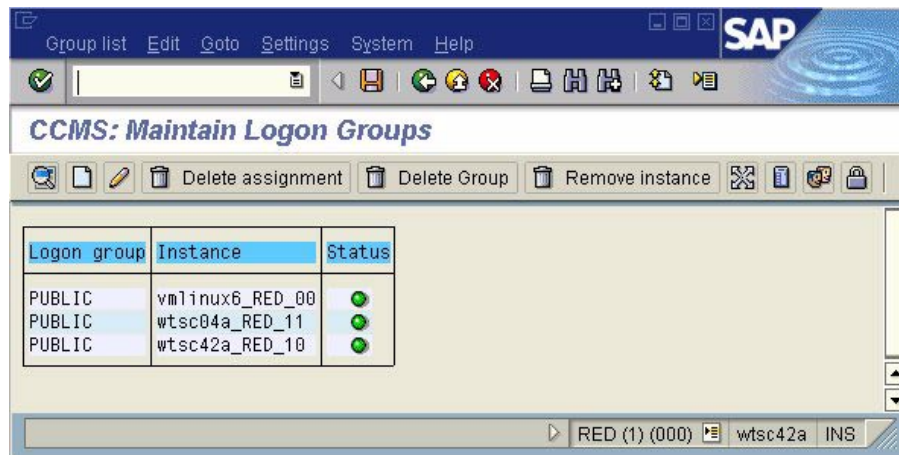 Group list Edit Goto Settings System Help
SAP
CCMS: Maintain Logon Groups
Delete assignment Delete Group Remove instance
Logon group Instance Status
PUBLIC vmlinux6_RED_00
PUBLIC wtsc04a_RED_11
PUBLIC wtsc42a_RED_10
RED (1) (000) wtsc42a INS